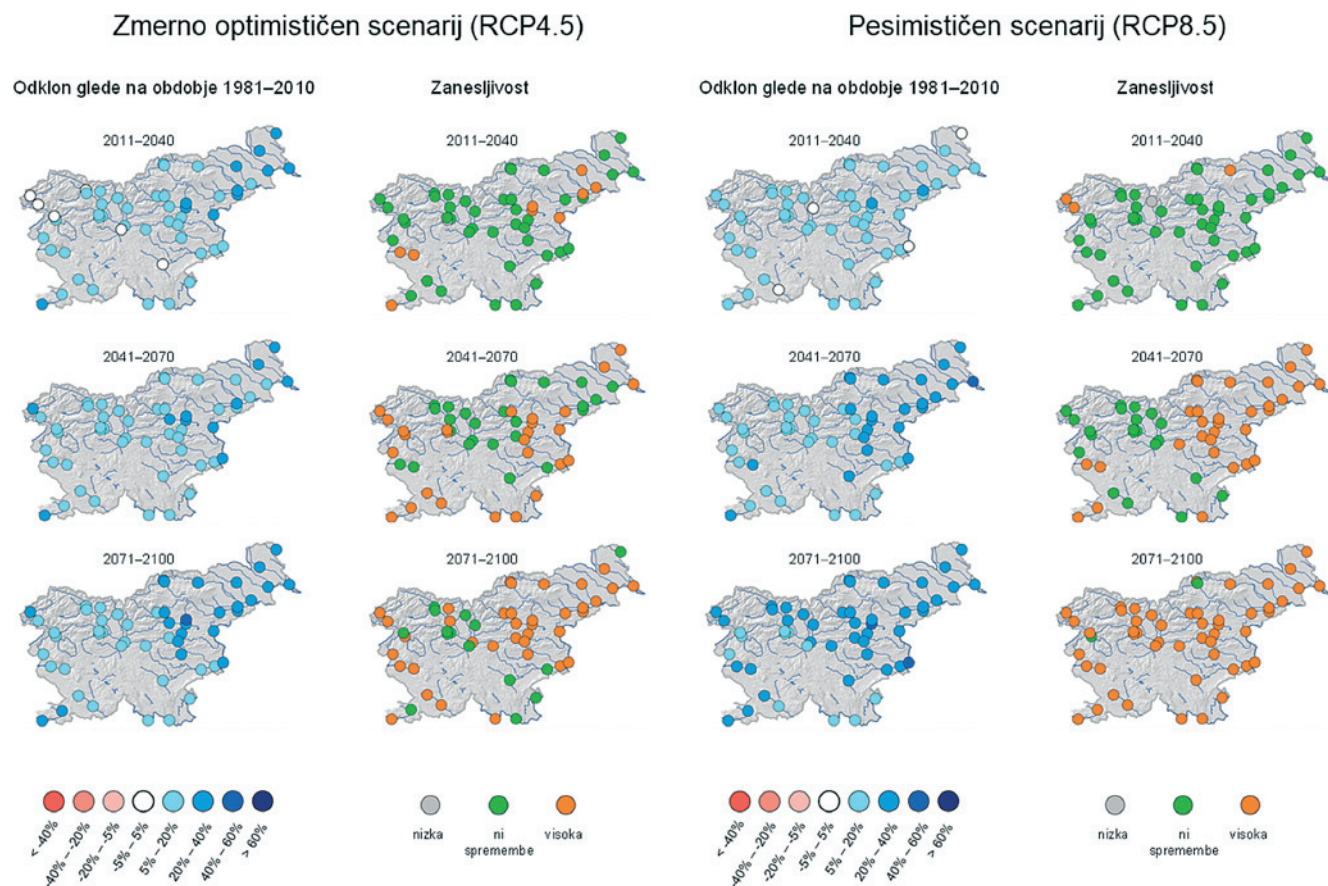 Zmerno optimističen scenarij (RCP4.5)
Pesimističen scenarij (RCP8.5)
Odklon glede na obdobje 1981–2010
Zanesljivost
Odklon glede na obdobje 1981–2010
Zanesljivost
2011–2040
2011–2040
2011–2040
2011–2040
2041–2070
2041–2070
2041–2070
2041–2070
2071–2100
2071–2100
2071–2100
2071–2100
< -40%
-40% – -20%
-20% – -5%
-5% – 5%
5% – 20%
20% – 40%
40% – 60%
> 60%
nizka
ni
spremembe
visoka
< -40%
-40% – -20%
-20% – -5%
-5% – 5%
5% – 20%
20% – 40%
40% – 60%
> 60%
nizka
ni
spremembe
visoka